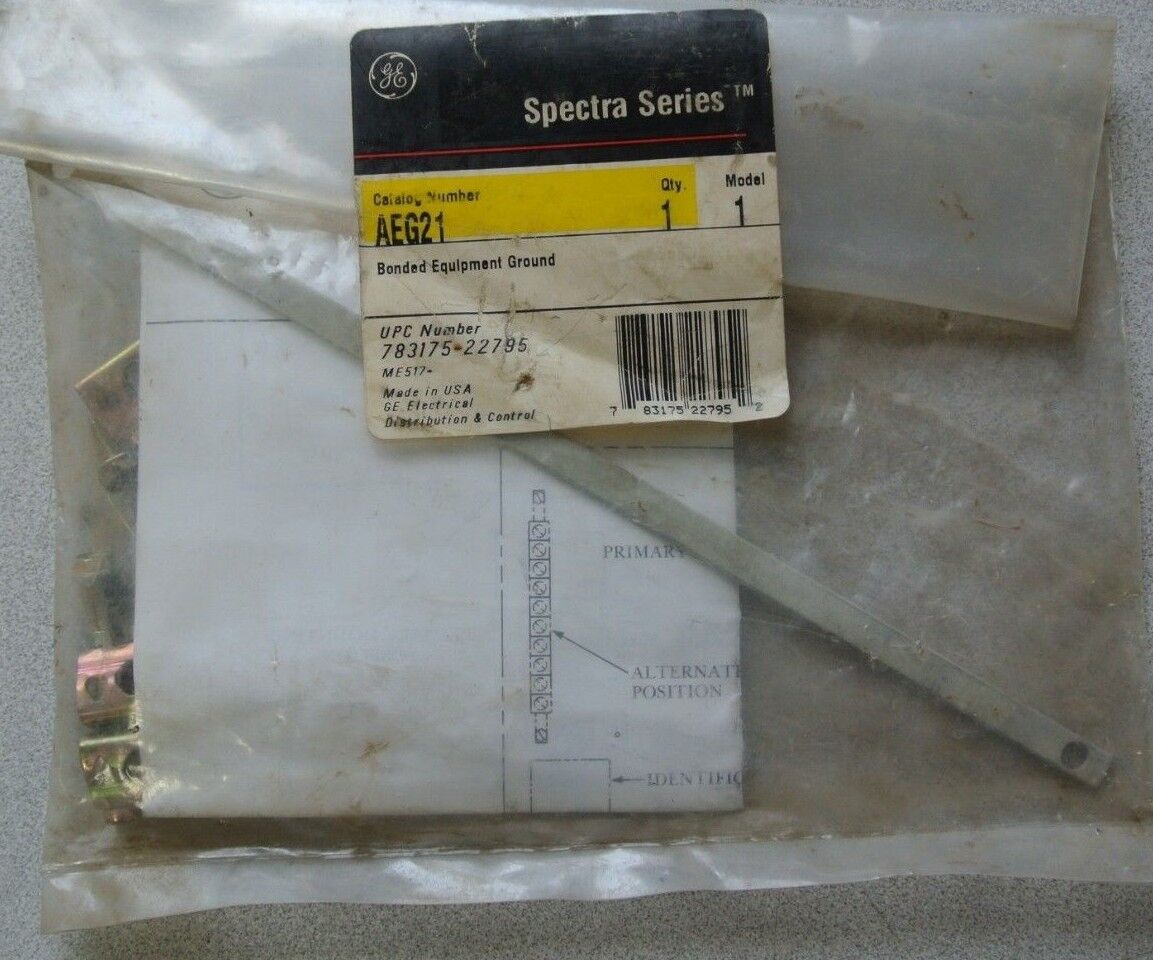 GE
Spectra Series™
Catalog Number Qty. Model
AEG21 1 1
Bonded Equipment Ground
UPC Number
783175-22795
ME517-
Made in USA
GE Electrical
Distribution & Control
7 83175 22795 2
PRIMARY
ALTERNATE
POSITION
IDENTIFIC